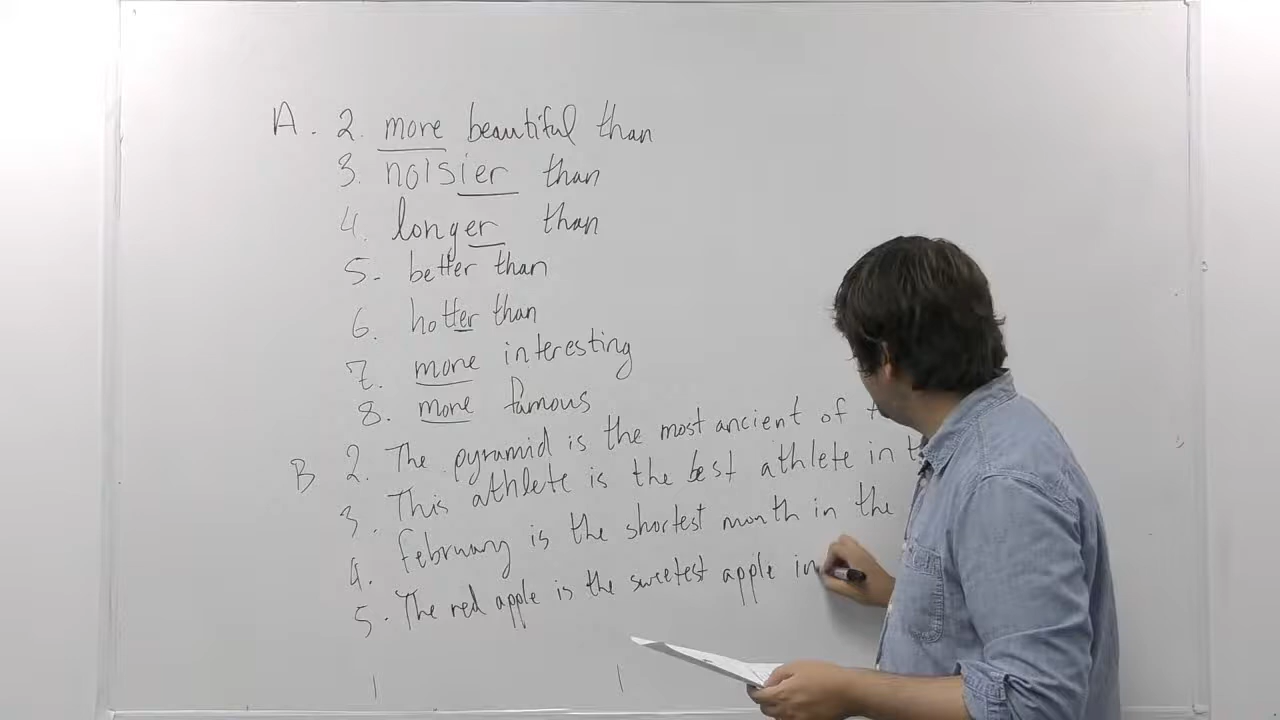 A. 2. more beautiful than
3. noisier than
4. longer than
5. better than
6. hotter than
7. more interesting
8. more famous
B 2. The pyramid is the most ancient of
3. This athlete is the best athlete in
4. February is the shortest month in the
5. The red apple is the sweetest apple in